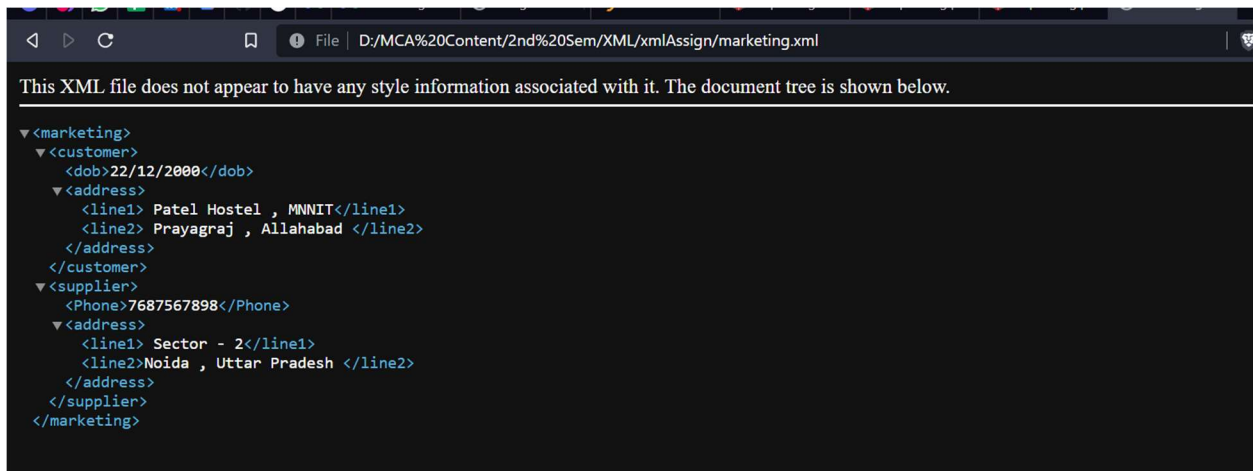 File | D:/MCA%20Content/2nd%20Sem/XML/xmlAssign/marketing.xml
This XML file does not appear to have any style information associated with it. The document tree is shown below.
<marketing>
<customer>
<dob>22/12/2000</dob>
<address>
<line1> Patel Hostel , MNNIT</line1>
<line2> Prayagraj , Allahabad </line2>
</address>
</customer>
<supplier>
<Phone>7687567898</Phone>
<address>
<line1> Sector - 2</line1>
<line2>Noida , Uttar Pradesh </line2>
</address>
</supplier>
</marketing>